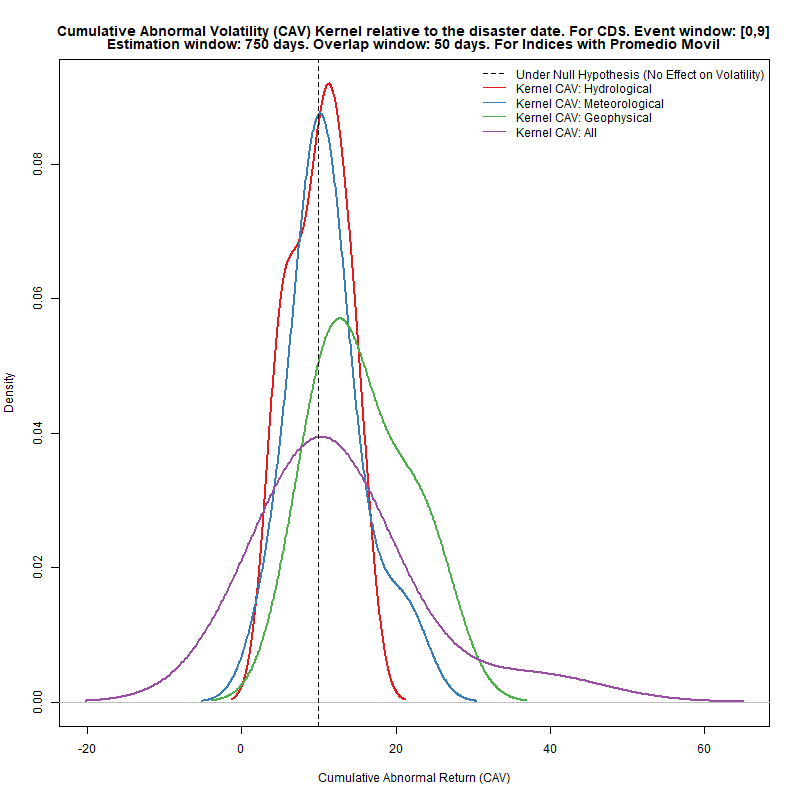 Cumulative Abnormal Volatility (CAV) Kernel relative to the disaster date. For CDS. Event window: [0,9]
Estimation window: 750 days. Overlap window: 50 days. For Indices with Promedio Movil
Under Null Hypothesis (No Effect on Volatility)
Kernel CAV: Hydrological
Kernel CAV: Meteorological
Kernel CAV: Geophysical
Kernel CAV: All
Density
0.08
0.06
0.04
0.02
0.00
-20 0 20 40 60
Cumulative Abnormal Return (CAV)